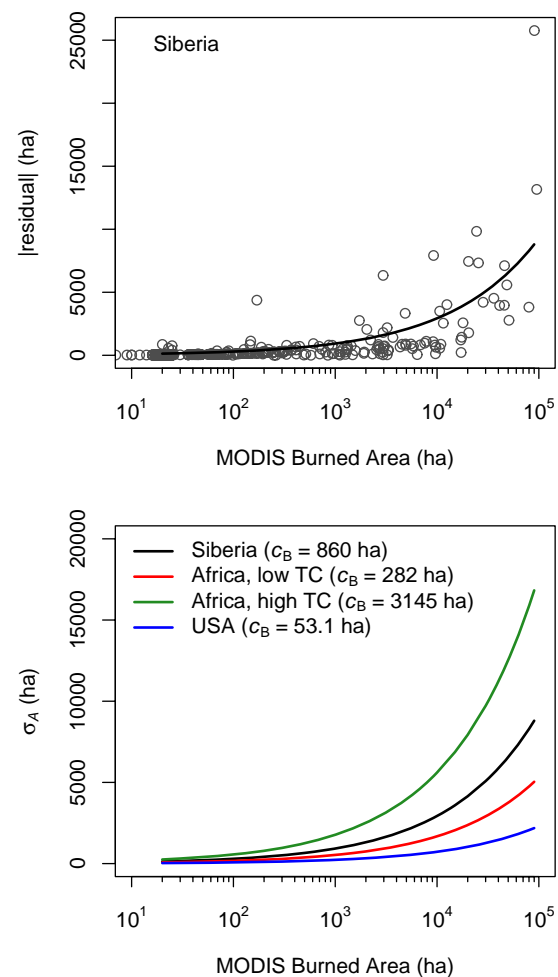 Siberia
|residual| (ha)
25000
15000
5000
0
10¹ 10² 10³ 10⁴ 10⁵
MODIS Burned Area (ha)
Siberia (cB = 860 ha)
Africa, low TC (cB = 282 ha)
Africa, high TC (cB = 3145 ha)
USA (cB = 53.1 ha)
σA (ha)
20000
15000
10000
5000
0
10¹ 10² 10³ 10⁴ 10⁵
MODIS Burned Area (ha)